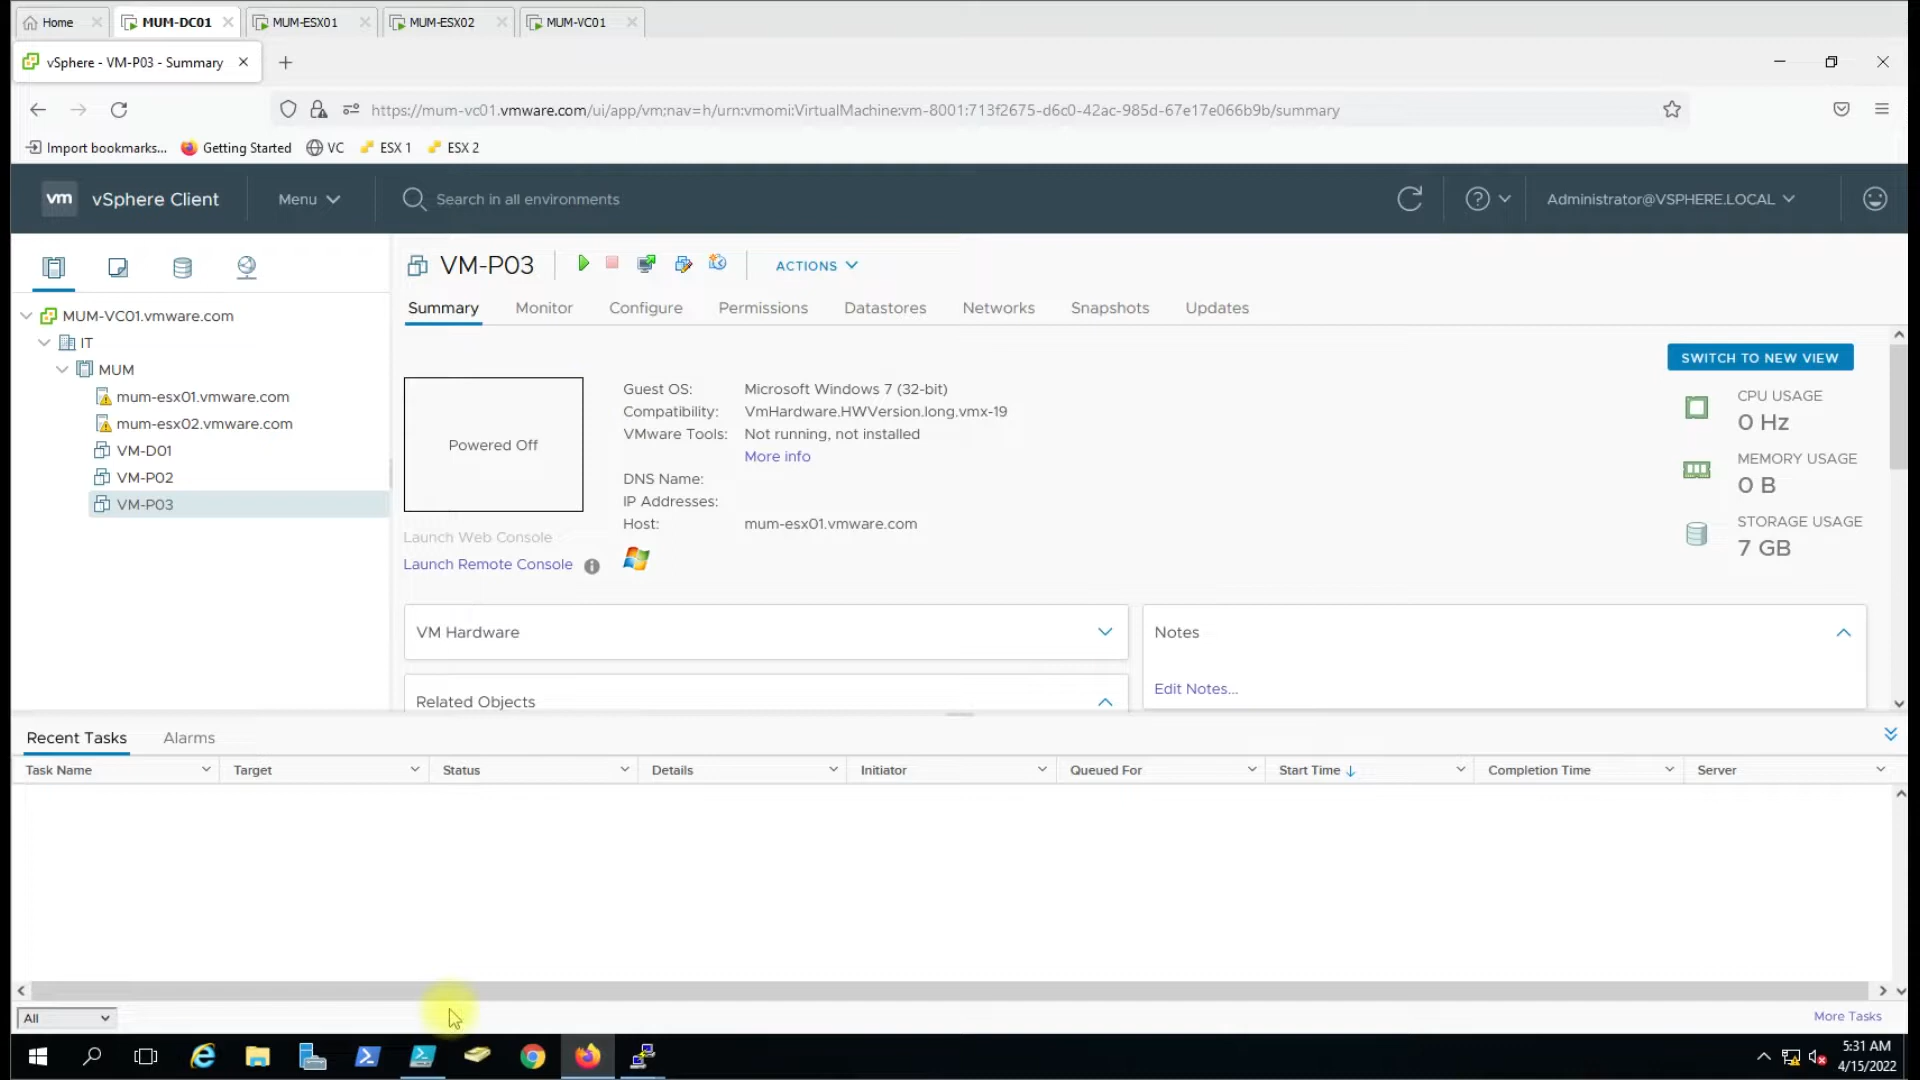 Home
MUM-DC01
MUM-ESX01
MUM-ESX02
MUM-VC01
vSphere - VM-P03 - Summary
https://mum-vc01.vmware.com/ui/app/vm;nav=h/urn:vmomi:VirtualMachine:vm-8001:713f2675-d6c0-42ac-985d-67e17e066b9b/summary
Import bookmarks...
Getting Started
VC
ESX 1
ESX 2
vm
vSphere Client
Menu
Search in all environments
Administrator@VSPHERE.LOCAL
MUM-VC01.vmware.com
IT
MUM
mum-esx01.vmware.com
mum-esx02.vmware.com
VM-D01
VM-P02
VM-P03
VM-P03
ACTIONS
Summary
Monitor
Configure
Permissions
Datastores
Networks
Snapshots
Updates
SWITCH TO NEW VIEW
Powered Off
Launch Web Console
Launch Remote Console
Guest OS: Microsoft Windows 7 (32-bit)
Compatibility: VmHardware.HWVersion.long.vmx-19
VMware Tools: Not running, not installed
More info
DNS Name:
IP Addresses:
Host: mum-esx01.vmware.com
CPU USAGE
0 Hz
MEMORY USAGE
0 B
STORAGE USAGE
7 GB
VM Hardware
Related Objects
Notes
Edit Notes...
Recent Tasks
Alarms
Task Name
Target
Status
Details
Initiator
Queued For
Start Time
Completion Time
Server
All
More Tasks
5:31 AM
4/15/2022